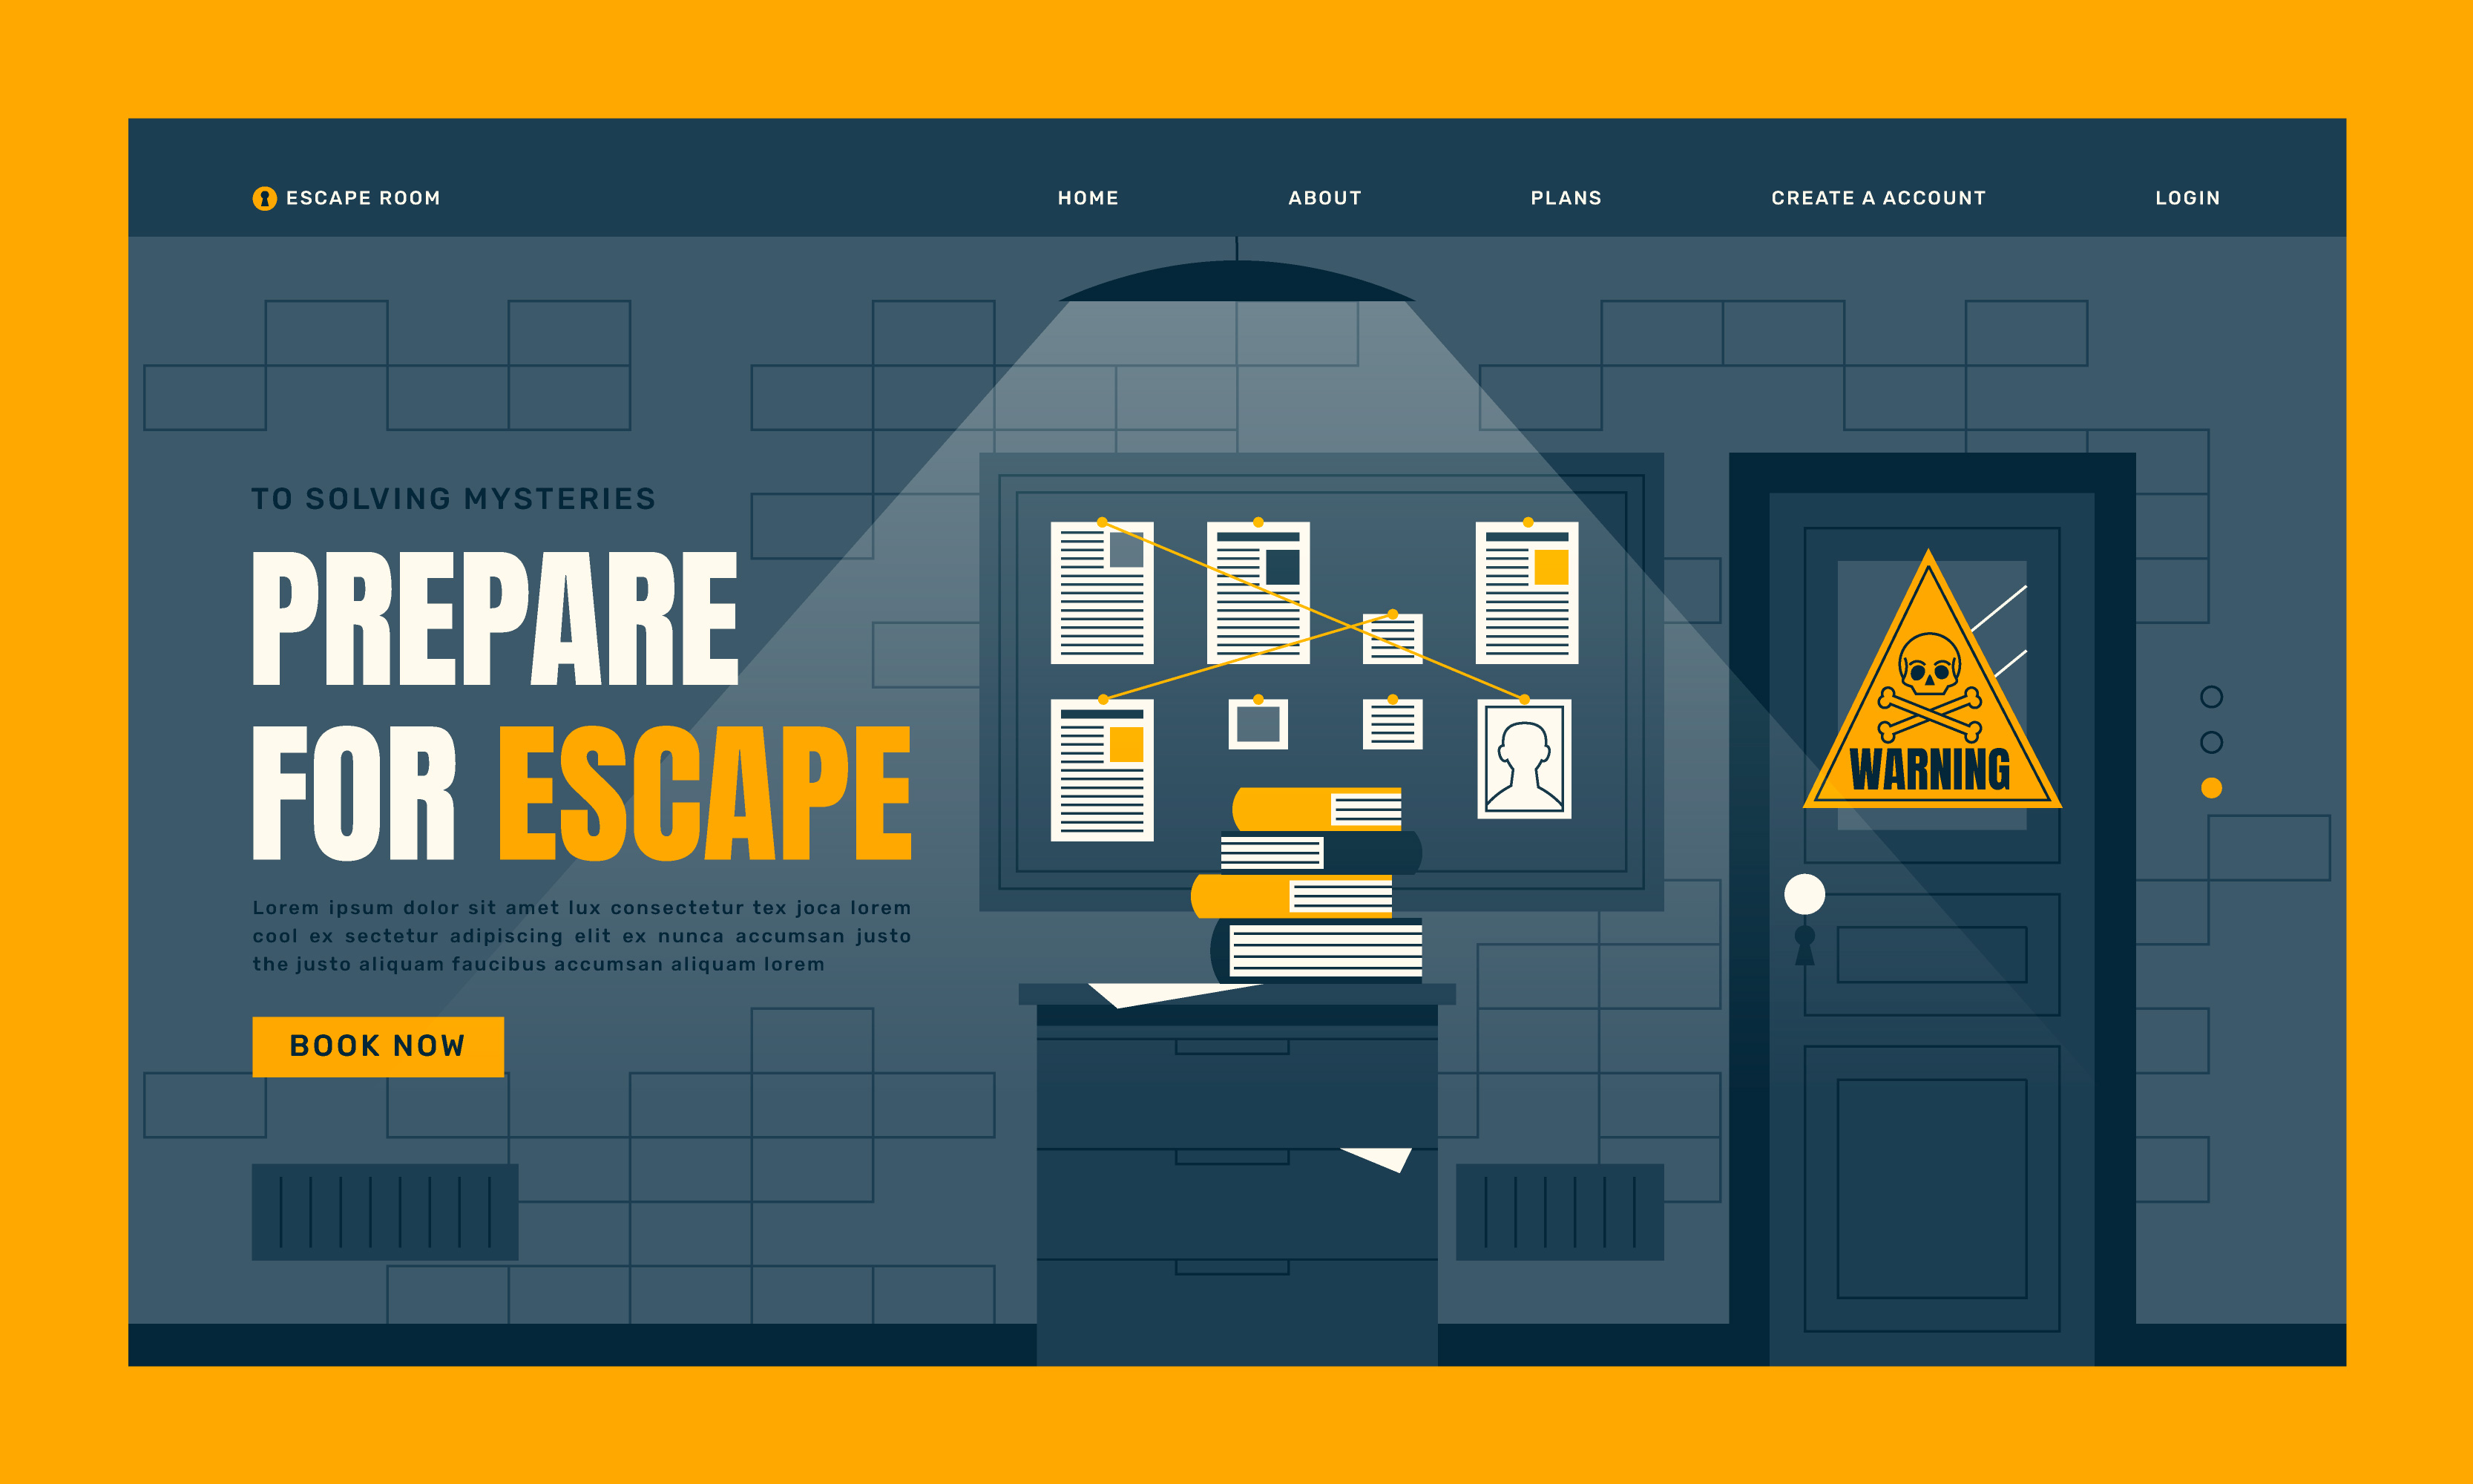 ESCAPE ROOM
HOME
ABOUT
PLANS
CREATE A ACCOUNT
LOGIN
TO SOLVING MYSTERIES
PREPARE
FOR ESCAPE
Lorem ipsum dolor sit amet lux consectetur tex joca lorem
cool ex sectetur adipiscing elit ex nunca accumsan justo
the justo aliquam faucibus accumsan aliquam lorem
BOOK NOW
WARNING